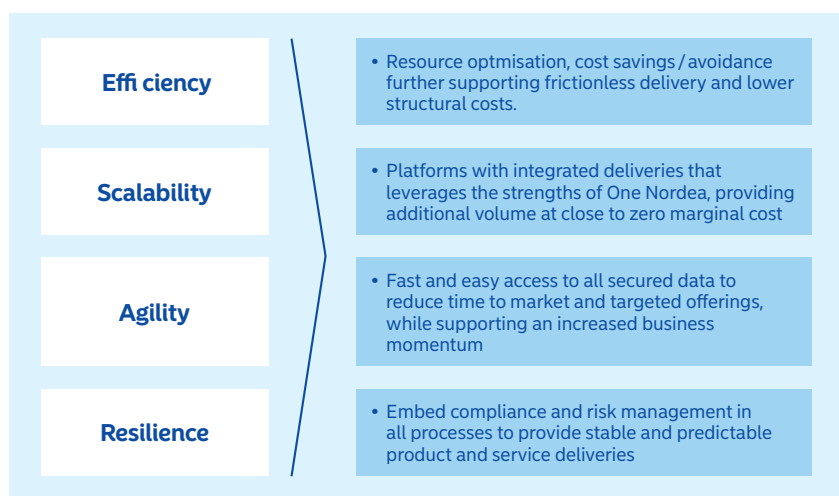 Effi ciency
• Resource optmisation, cost savings / avoidance
further supporting frictionless delivery and lower
structural costs.
Scalability
• Platforms with integrated deliveries that
leverages the strengths of One Nordea, providing
additional volume at close to zero marginal cost
Agility
• Fast and easy access to all secured data to
reduce time to market and targeted offerings,
while supporting an increased business
momentum
Resilience
• Embed compliance and risk management in
all processes to provide stable and predictable
product and service deliveries